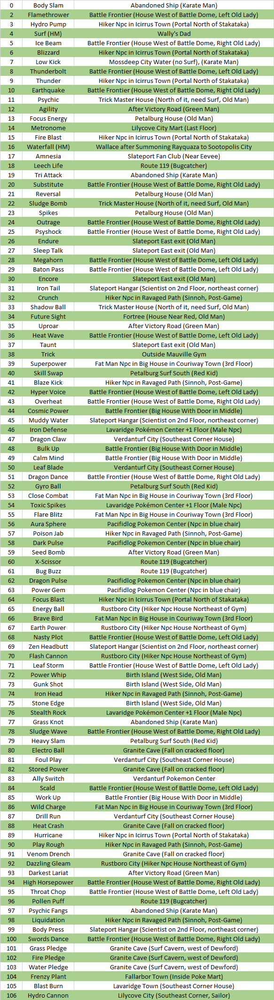 0 Body Slam Abandoned Ship (Karate Man)
2 Flamethrower Battle Frontier (House West of Battle Dome, Left Old Lady)
3 Hydro Pump Hiker Npc in Icirrus Town (Portal North of Stakataka)
4 Surf (HM) Wally's Dad
5 Ice Beam Battle Frontier (House West of Battle Dome, Right Old Lady)
6 Blizzard Hiker Npc in Icirrus Town (Portal North of Stakataka)
7 Low Kick Mossdeep City Water (no Surf), (Karate Man)
8 Thunderbolt Battle Frontier (House West of Battle Dome, Left Old Lady)
9 Thunder Hiker Npc in Icirrus Town (Portal North of Stakataka)
10 Earthquake Battle Frontier (House West of Battle Dome, Right Old Lady)
11 Psychic Trick Master House (North of it, need Surf, Old Man)
12 Agility After Victory Road (Green Man)
13 Focus Energy Petalburg House (Old Man)
14 Metronome Lilycove City Mart (Last Floor)
15 Fire Blast Hiker Npc in Icirrus Town (Portal North of Stakataka)
16 Waterfall (HM) Wallace after Summoning Rayquaza to Sootopolis City
17 Amnesia Slateport Fan Club (Near Eevee)
18 Leech Life Route 119 (Bugcatcher)
19 Tri Attack Abandoned Ship (Karate Man)
20 Substitute Battle Frontier (House West of Battle Dome, Right Old Lady)
21 Reversal Petalburg House (Old Man)
22 Sludge Bomb Trick Master House (North of it, need Surf, Old Man)
23 Spikes Petalburg House (Old Man)
24 Outrage Battle Frontier (House West of Battle Dome, Right Old Lady)
25 Psyshock Battle Frontier (House West of Battle Dome, Right Old Lady)
26 Endure Slateport East exit (Old Man)
27 Sleep Talk Slateport East exit (Old Man)
28 Megahorn Battle Frontier (House West of Battle Dome, Left Old Lady)
29 Baton Pass Battle Frontier (House West of Battle Dome, Left Old Lady)
30 Encore Slateport East exit (Old Man)
31 Iron Tail Slateport Hangar (Scientist on 2nd Floor, northeast corner)
32 Crunch Hiker Npc in Ravaged Path (Sinnoh, Post-Game)
33 Shadow Ball Trick Master House (North of it, need Surf, Old Man)
34 Future Sight Fortree (House Near Red, Old Man)
35 Uproar After Victory Road (Green Man)
36 Heat Wave Battle Frontier (House West of Battle Dome, Left Old Lady)
37 Taunt Slateport East exit (Old Man)
38 Trick Outside Mauville Gym
39 Superpower Fat Man Npc in Big House in Couriway Town (3rd Floor)
40 Skill Swap Petalburg Surf South (Red Kid)
41 Blaze Kick Hiker Npc in Ravaged Path (Sinnoh, Post-Game)
42 Hyper Voice Battle Frontier (House West of Battle Dome, Left Old Lady)
43 Overheat Battle Frontier (House West of Battle Dome, Right Old Lady)
44 Cosmic Power Battle Frontier (Big House With Door in Middle)
45 Muddy Water Slateport Hangar (Scientist on 2nd Floor, northeast corner)
46 Iron Defense Lavaridge Pokémon Center +1 Floor (Male Npc)
47 Dragon Claw Verdanturf City (Southeast Corner House)
48 Bulk Up Battle Frontier (Big House With Door in Middle)
49 Calm Mind Battle Frontier (Big House With Door in Middle)
50 Leaf Blade Verdanturf City (Southeast Corner House)
51 Dragon Dance Battle Frontier (House West of Battle Dome, Right Old Lady)
52 Gyro Ball Petalburg Surf South (Red Kid)
53 Close Combat Fat Man Npc in Big House in Couriway Town (3rd Floor)
54 Toxic Spikes Lavaridge Pokémon Center +1 Floor (Male Npc)
55 Flare Blitz Fat Man Npc in Big House in Couriway Town (3rd Floor)
56 Aura Sphere Pacifidlog Pokemon Center (Npc in blue chair)
57 Poison Jab Hiker Npc in Ravaged Path (Sinnoh, Post-Game)
58 Dark Pulse Pacifidlog Pokemon Center (Npc in blue chair)
59 Seed Bomb After Victory Road (Green Man)
60 X-Scissor Route 119 (Bugcatcher)
61 Bug Buzz Route 119 (Bugcatcher)
62 Dragon Pulse Pacifidlog Pokemon Center (Npc in blue chair)
63 Power Gem Pacifidlog Pokemon Center (Npc in blue chair)
64 Focus Blast Hiker Npc in Icirrus Town (Portal North of Stakataka)
65 Energy Ball Rustboro City (Hiker Npc House Northeast of Gym)
66 Brave Bird Fat Man Npc in Big House in Couriway Town (3rd Floor)
67 Earth Power Rustboro City (Hiker Npc House Northeast of Gym)
68 Nasty Plot Battle Frontier (House West of Battle Dome, Left Old Lady)
69 Zen Headbutt Slateport Hangar (Scientist on 2nd Floor, northeast corner)
70 Flash Cannon Rustboro City (Hiker Npc House Northeast of Gym)
71 Leaf Storm Battle Frontier (House West of Battle Dome, Left Old Lady)
72 Power Whip Birth Island (West Side, Old Man)
73 Gunk Shot Birth Island (West Side, Old Man)
74 Iron Head Hiker Npc in Ravaged Path (Sinnoh, Post-Game)
75 Stone Edge Birth Island (West Side, Old Man)
76 Stealth Rock Lavaridge Pokémon Center +1 Floor (Male Npc)
77 Grass Knot Abandoned Ship (Karate Man)
78 Sludge Wave Battle Frontier (House West of Battle Dome, Right Old Lady)
79 Heavy Slam Petalburg Surf South (Red Kid)
80 Electro Ball Granite Cave (Fall on cracked floor)
81 Foul Play Verdanturf City (Southeast Corner House)
82 Stored Power Granite Cave (Fall on cracked floor)
83 Ally Switch Verdanturf Pokemon Center
84 Scald Battle Frontier (House West of Battle Dome, Left Old Lady)
85 Work Up Battle Frontier (Big House With Door in Middle)
86 Wild Charge Fat Man Npc in Big House in Couriway Town (3rd Floor)
87 Drill Run Verdanturf City (Southeast Corner House)
88 Heat Crash Granite Cave (Fall on cracked floor)
89 Hurricane Hiker Npc in Icirrus Town (Portal North of Stakataka)
90 Play Rough Hiker Npc in Ravaged Path (Sinnoh, Post-Game)
91 Venom Drench Granite Cave (Fall on cracked floor)
92 Dazzling Gleam Rustboro City (Hiker Npc House Northeast of Gym)
93 Darkest Lariat After Victory Road (Green Man)
94 High Horsepower Battle Frontier (House West of Battle Dome, Right Old Lady)
95 Throat Chop Battle Frontier (House West of Battle Dome, Left Old Lady)
96 Pollen Puff Route 119 (Bugcatcher)
97 Psychic Fangs Abandoned Ship (Karate Man)
98 Liquidation Hiker Npc in Ravaged Path (Sinnoh, Post-Game)
99 Body Press Slateport Hangar (Scientist on 2nd Floor, northeast corner)
100 Swords Dance Battle Frontier (House West of Battle Dome, Right Old Lady)
101 Grass Pledge Granite Cave (Surf Cavern, west of Dewford)
102 Fire Pledge Granite Cave (Surf Cavern, west of Dewford)
103 Water Pledge Granite Cave (Surf Cavern, west of Dewford)
104 Frenzy Plant Fallarbor Town (Inside Poke Mart)
105 Blast Burn Lavaridge Town (Southeast Corner House)
106 Hydro Cannon Lilycove City (Southeast Corner, Sailor)